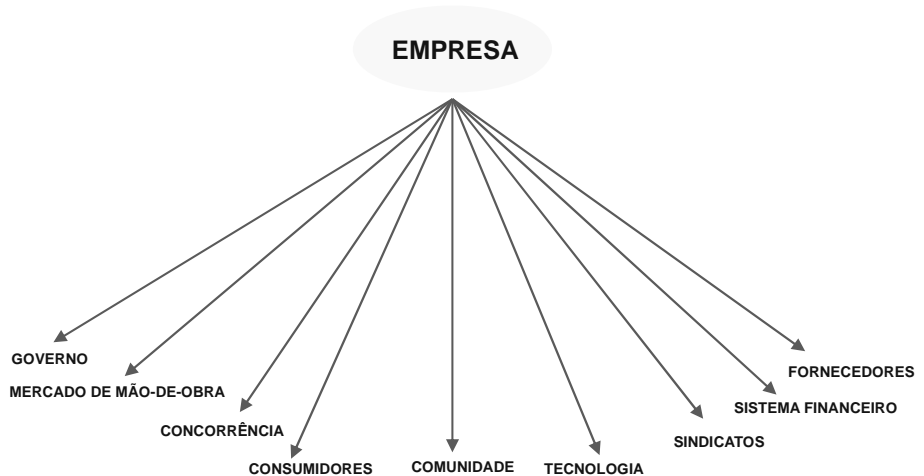 EMPRESA
GOVERNO
MERCADO DE MÃO-DE-OBRA
CONCORRÊNCIA
CONSUMIDORES
COMUNIDADE
TECNOLOGIA
SINDICATOS
SISTEMA FINANCEIRO
FORNECEDORES